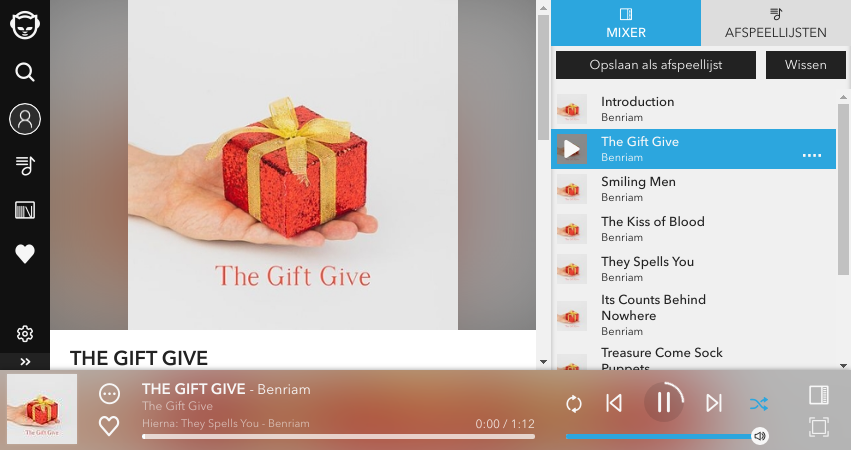 The Gift Give
THE GIFT GIVE
MIXER
AFSPEELLIJSTEN
Opslaan als afspeellijst
Wissen
Introduction
Benriam
The Gift Give
Benriam
Smiling Men
Benriam
The Kiss of Blood
Benriam
They Spells You
Benriam
Its Counts Behind
Nowhere
Benriam
Treasure Come Sock
Puppets
The Gift Give
THE GIFT GIVE - Benriam
The Gift Give
Hierna: They Spells You - Benriam
0:00 / 1:12